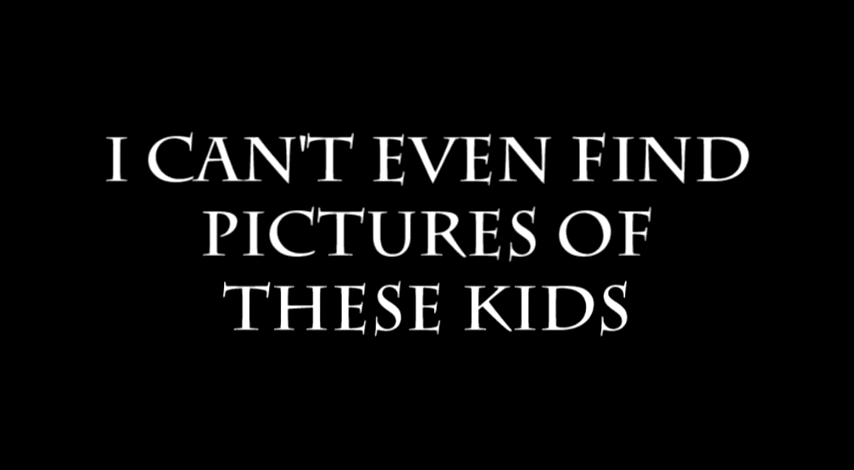 I CAN'T EVEN FIND
PICTURES OF
THESE KIDS